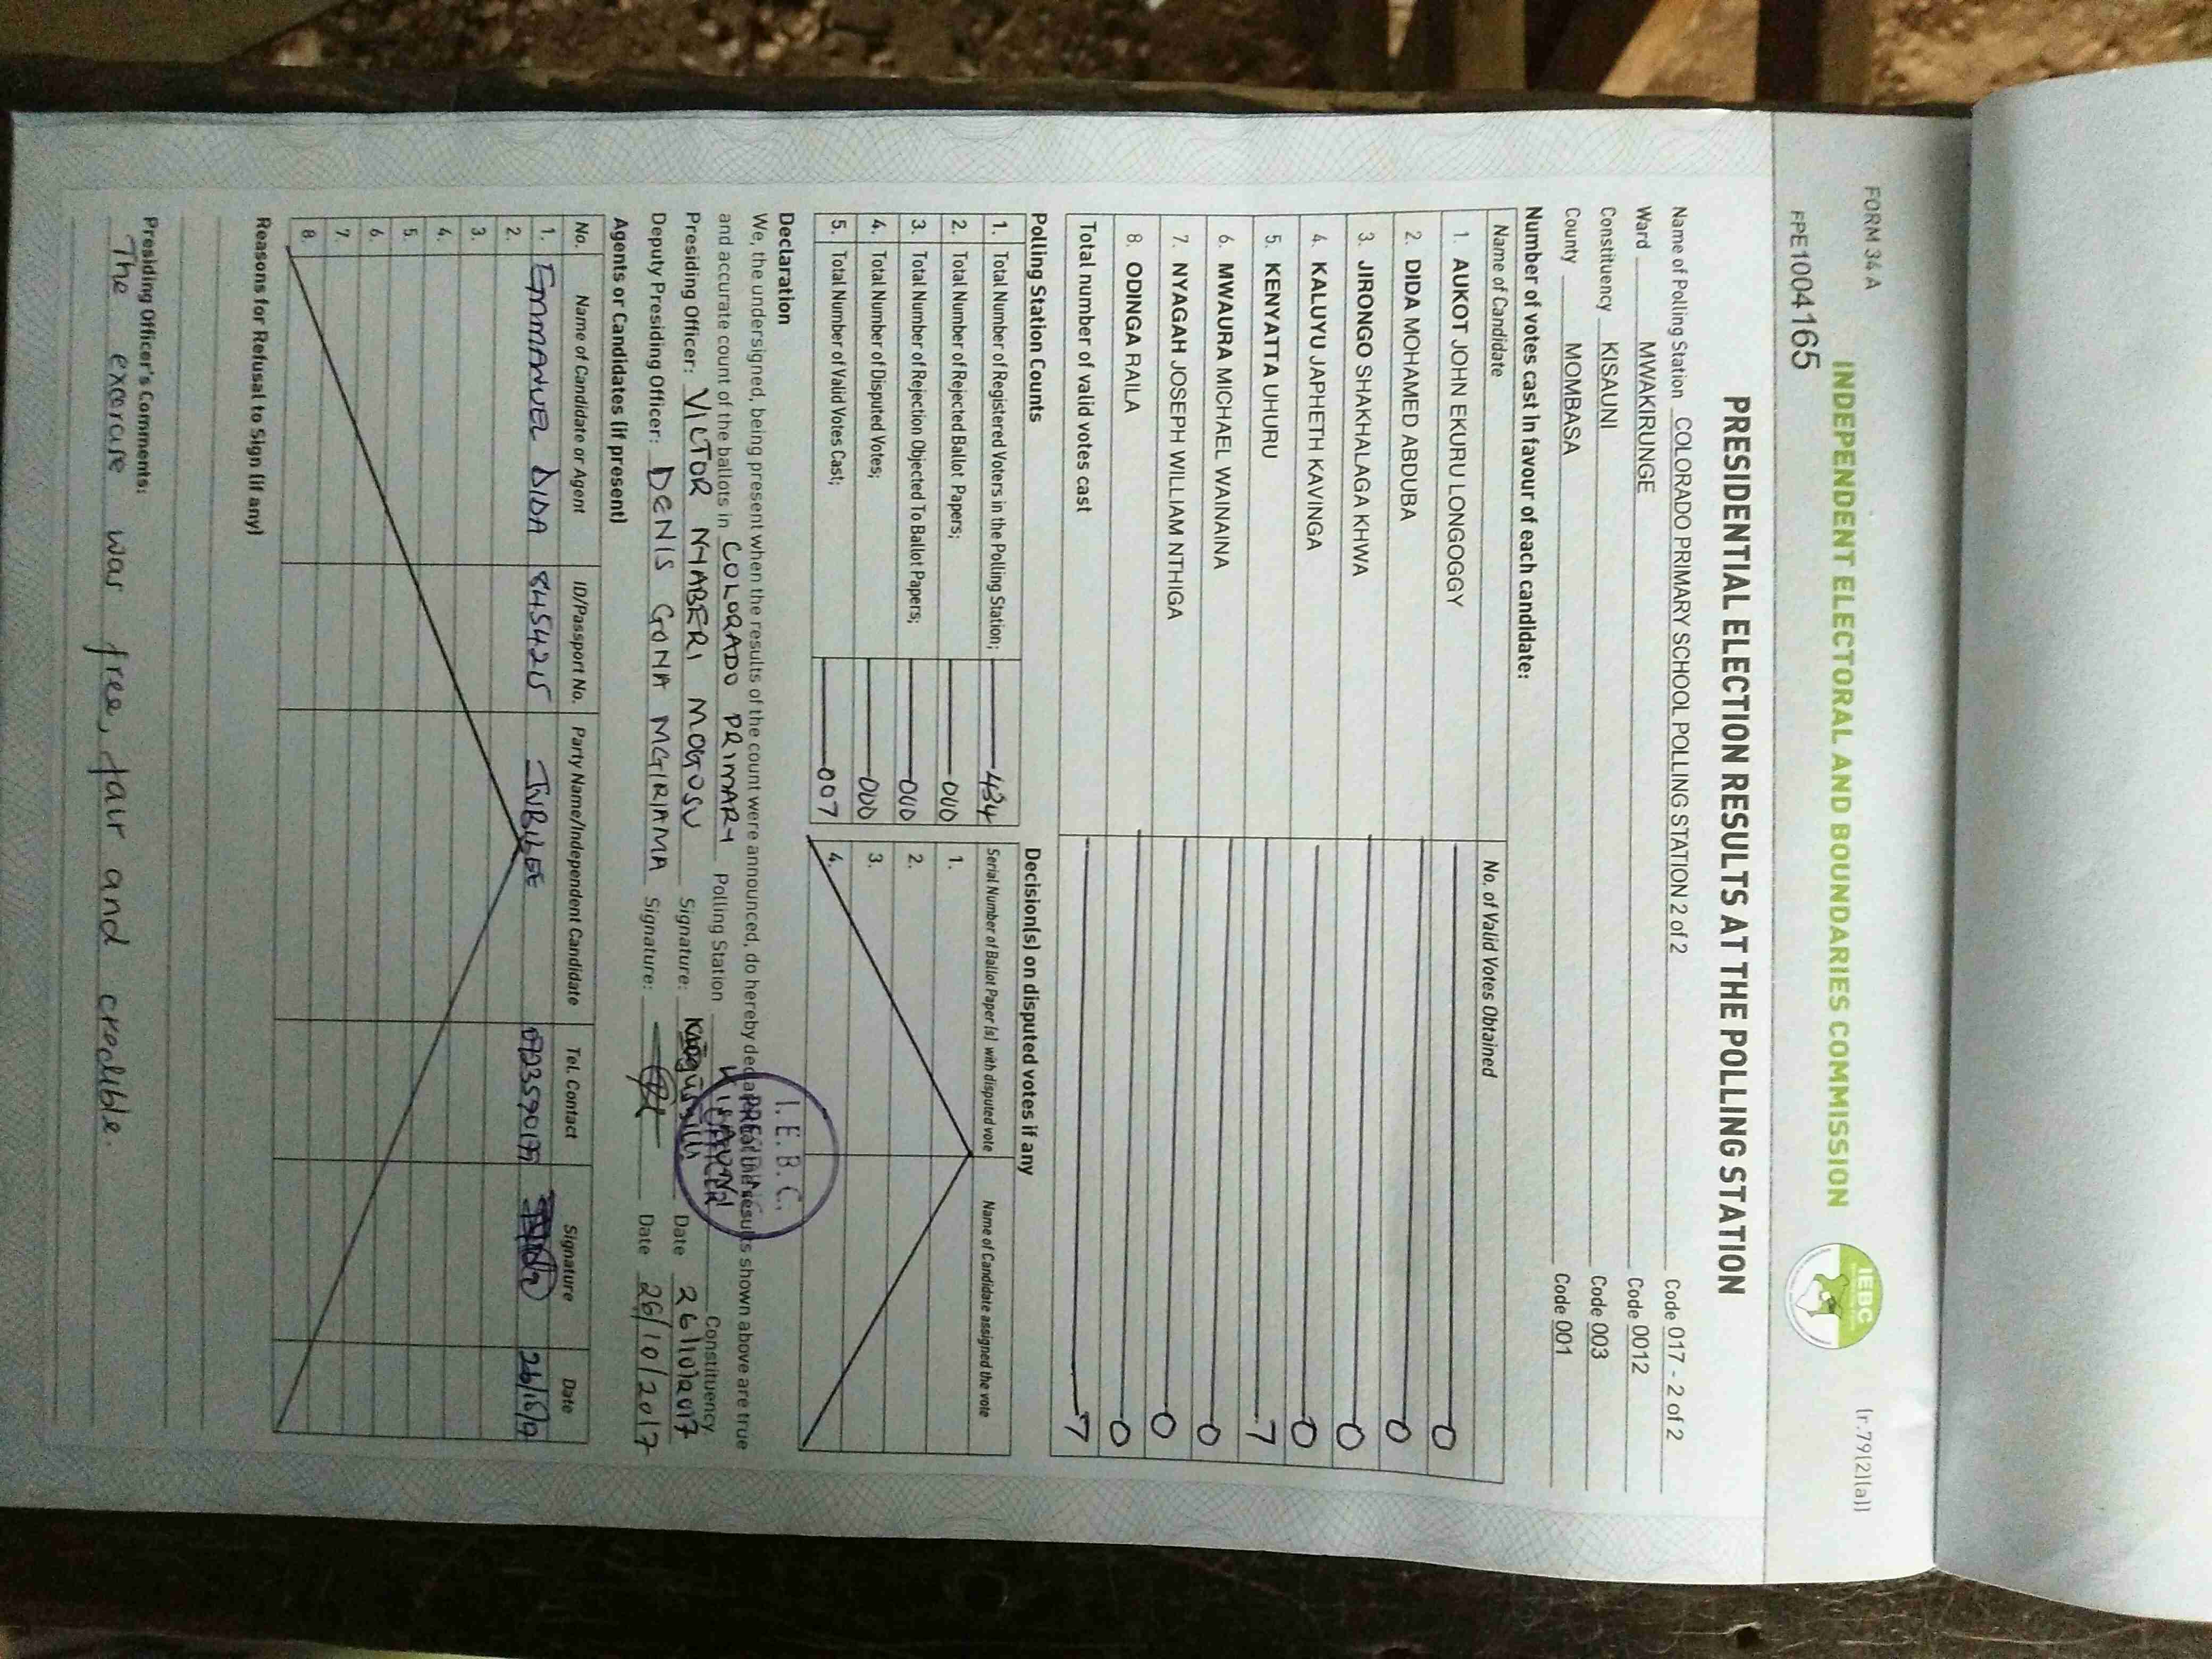 FORM 34 A
(r.79(2)(a))
INDEPENDENT ELECTORAL AND BOUNDARIES COMMISSION
IEBC
FPE1004165
PRESIDENTIAL ELECTION RESULTS AT THE POLLING STATION
Name of Polling Station COLORADO PRIMARY SCHOOL POLLING STATION 2 of 2 Code 017 - 2 of 2
Ward MWAKIRUNGE Code 0012
Constituency KISAUNI Code 003
County MOMBASA Code 001
Number of votes cast in favour of each candidate:
Name of Candidate No. of Valid Votes Obtained
1. AUKOT JOHN EKURU LONGOGGY 0
2. DIDA MOHAMED ABDUBA 0
3. JIRONGO SHAKHALAGA KHWA 0
4. KALUYU JAPHETH KAVINGA 0
5. KENYATTA UHURU 7
6. MWAURA MICHAEL WAINAINA 0
7. NYAGAH JOSEPH WILLIAM NTHIGA 0
8. ODINGA RAILA 0
Total number of valid votes cast 7
Polling Station Counts
1. Total Number of Registered Voters in the Polling Station; 434
2. Total Number of Rejected Ballot Papers; 000
3. Total Number of Rejection Objected To Ballot Papers; 000
4. Total Number of Disputed Votes; 000
5. Total Number of Valid Votes Cast; 007
Decision(s) on disputed votes if any
Serial Number of Ballot Paper (s) with disputed vote Name of Candidate assigned the vote
1.
2.
3.
4.
Declaration
We, the undersigned, being present when the results of the count were announced, do hereby declare that the results shown above are true
and accurate count of the ballots in COLORADO PRIMARY Polling Station KISAUNI Constituency
Presiding Officer: VICTOR NYABERI MOGUSU Signature: Date 26/10/2017
Deputy Presiding Officer: DENIS GONA MGIRIAMA Signature: Date 26/10/2017
I.E.B.C.
PRESIDING
OFFICER
Agents or Candidates (if present)
No. Name of Candidate or Agent ID/Passport No. Party Name/Independent Candidate Tel. Contact Signature Date
1. EMMANUEL DIDA 8454215 JUBILEE
2.
3.
4.
5.
6.
7.
8.
Reasons for Refusal to Sign (if any)
Presiding Officer's Comments:
The excercise was free, fair and credible.